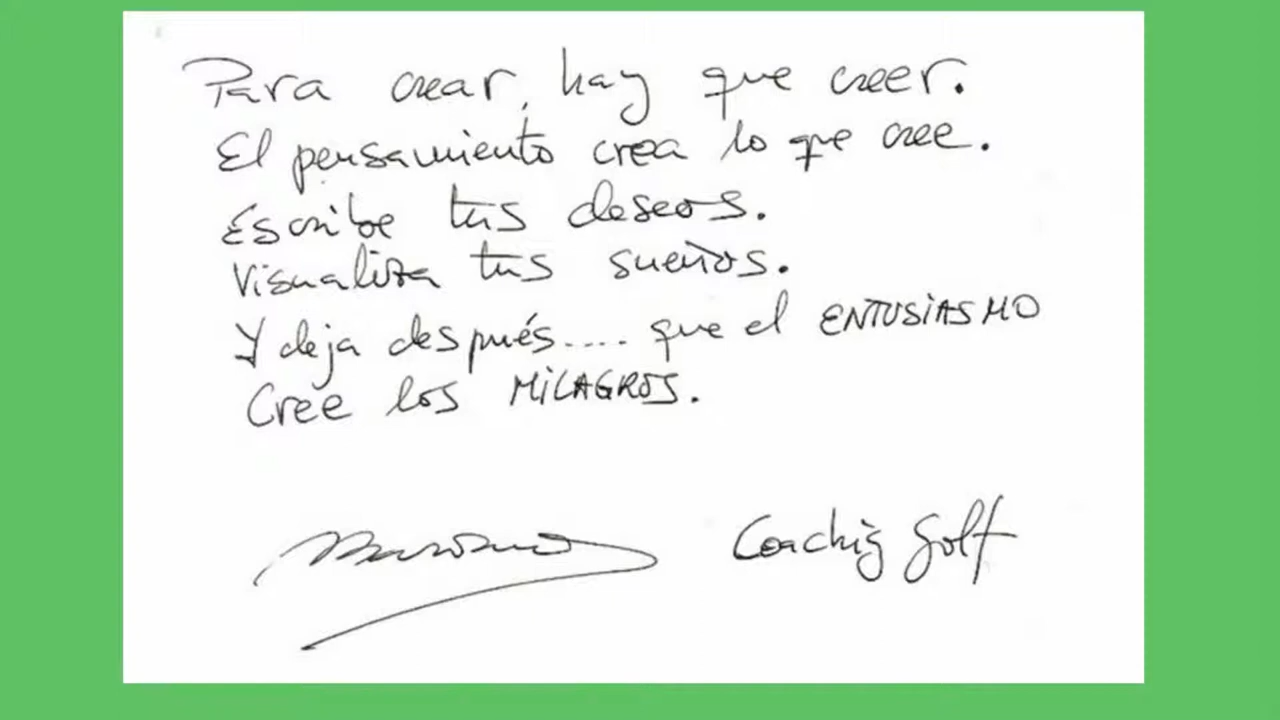 Para crear, hay que creer.
El pensamiento crea lo que cree.
Escribe tus deseos.
Visualiza tus sueños.
Y deja después.... que el ENTUSIASMO
Cree los MILAGROS.
Coaching Golf